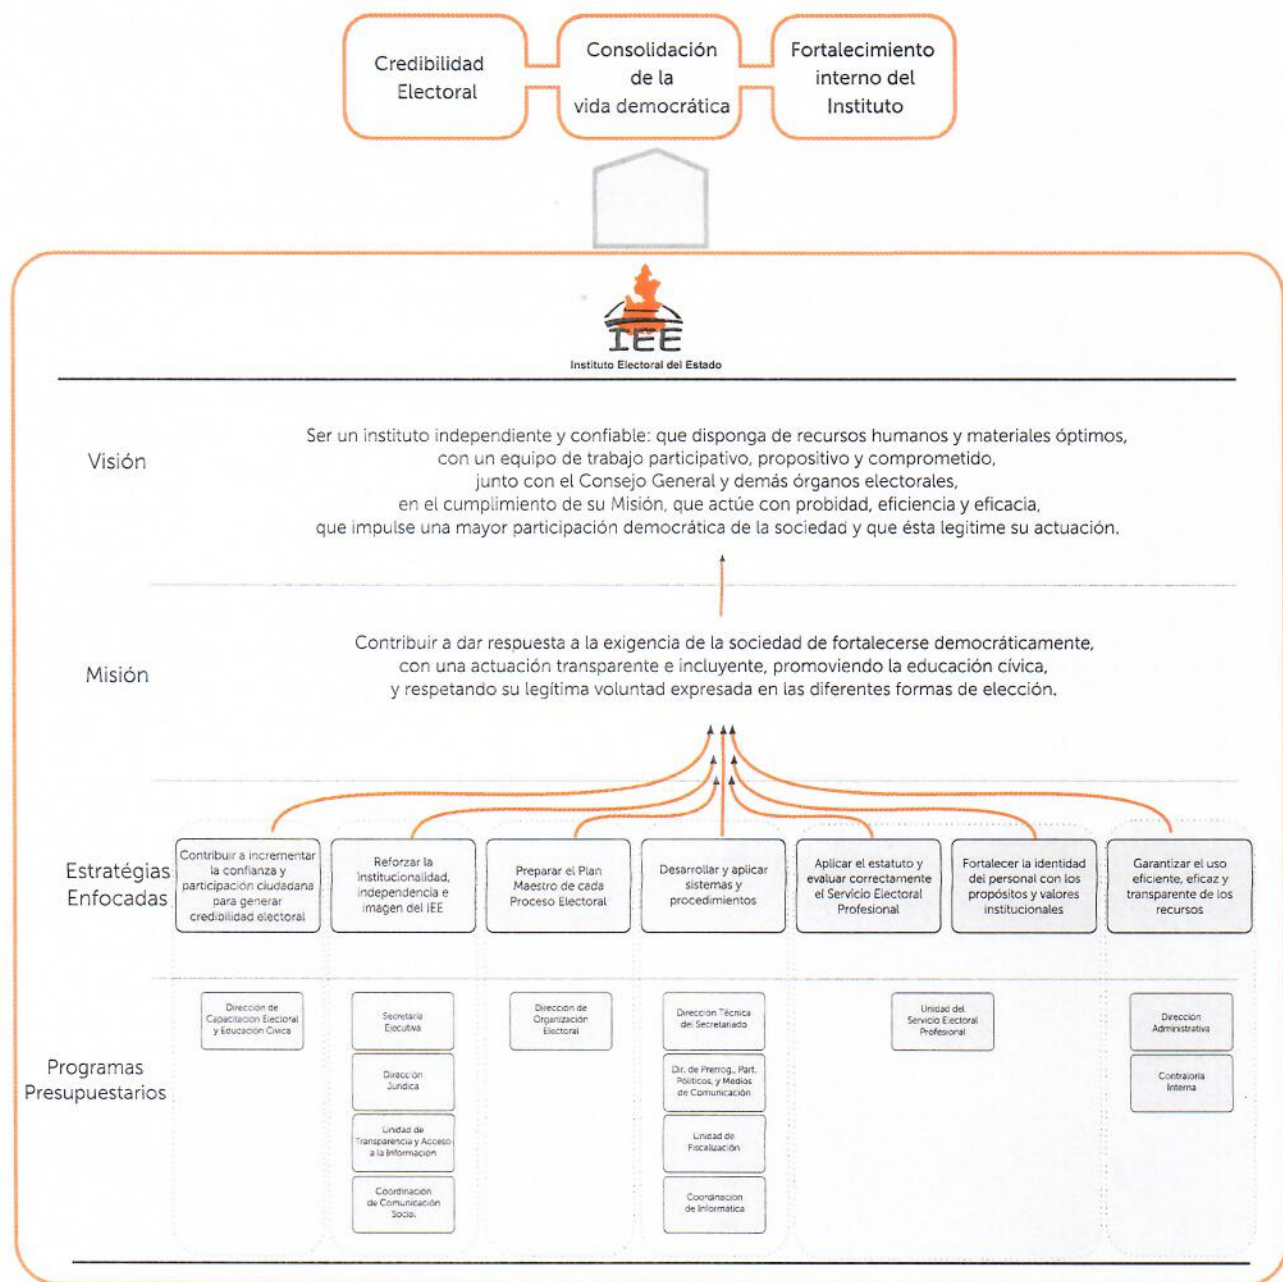 Credibilidad
Electoral
Consolidación
de la
vida democrática
Fortalecimiento
interno del
Instituto
IEE
Instituto Electoral del Estado
Visión
Ser un instituto independiente y confiable: que disponga de recursos humanos y materiales óptimos,
con un equipo de trabajo participativo, propositivo y comprometido,
junto con el Consejo General y demás órganos electorales,
en el cumplimiento de su Misión, que actúe con probidad, eficiencia y eficacia,
que impulse una mayor participación democrática de la sociedad y que ésta legitime su actuación.
Misión
Contribuir a dar respuesta a la exigencia de la sociedad de fortalecerse democráticamente,
con una actuación transparente e incluyente, promoviendo la educación cívica,
y respetando su legítima voluntad expresada en las diferentes formas de elección.
Estratégias
Enfocadas
Contribuir a incrementar
la confianza y
participación ciudadana
para generar
credibilidad electoral
Reforzar la
institucionalidad,
independencia e
imagen del IEE
Preparar el Plan
Maestro de cada
Proceso Electoral
Desarrollar y aplicar
sistemas y
procedimientos
Aplicar el estatuto y
evaluar correctamente
el Servicio Electoral
Profesional
Fortalecer la identidad
del personal con los
propósitos y valores
institucionales
Garantizar el uso
eficiente, eficaz y
transparente de los
recursos
Programas
Presupuestarios
Dirección de
Capacitación Electoral
y Educación Cívica
Secretaría
Ejecutiva
Dirección
Jurídica
Unidad de
Transparencia y Acceso
a la Información
Coordinación
de Comunicación
Social
Dirección de
Organización
Electoral
Dirección Técnica
del Secretariado
Dir. de Prerrog., Part.
Políticos, y Medios
de Comunicación
Unidad de
Fiscalización
Coordinación
de Informática
Unidad del
Servicio Electoral
Profesional
Dirección
Administrativa
Contraloría
Interna